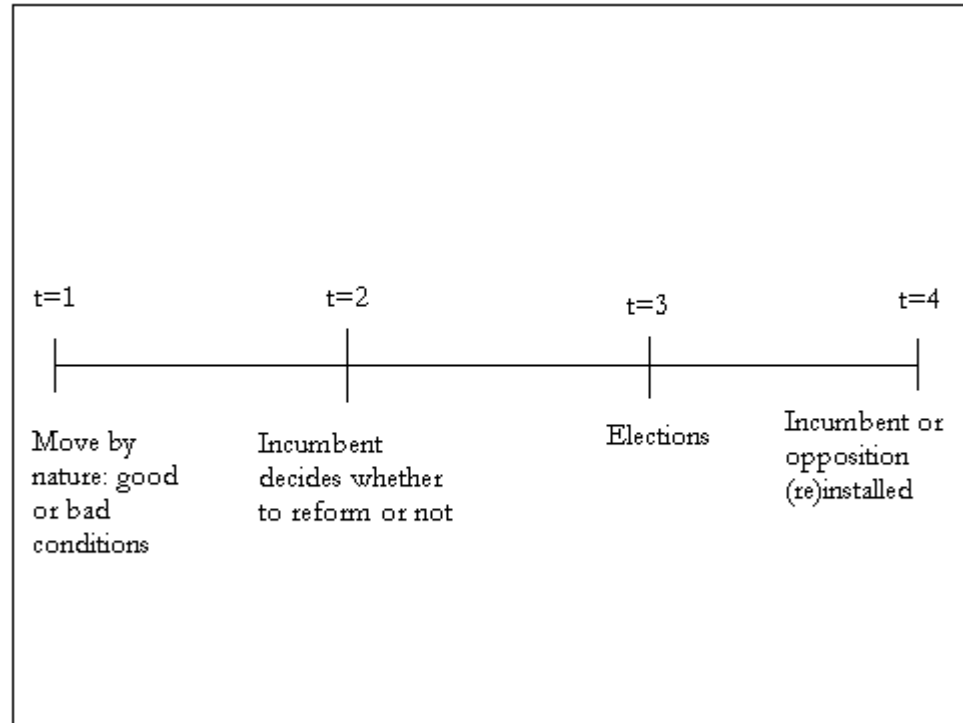 t=1
t=2
t=3
t=4
Move by
nature: good
or bad
conditions
Incumbent
decides whether
to reform or not
Elections
Incumbent or
opposition
(re)installed